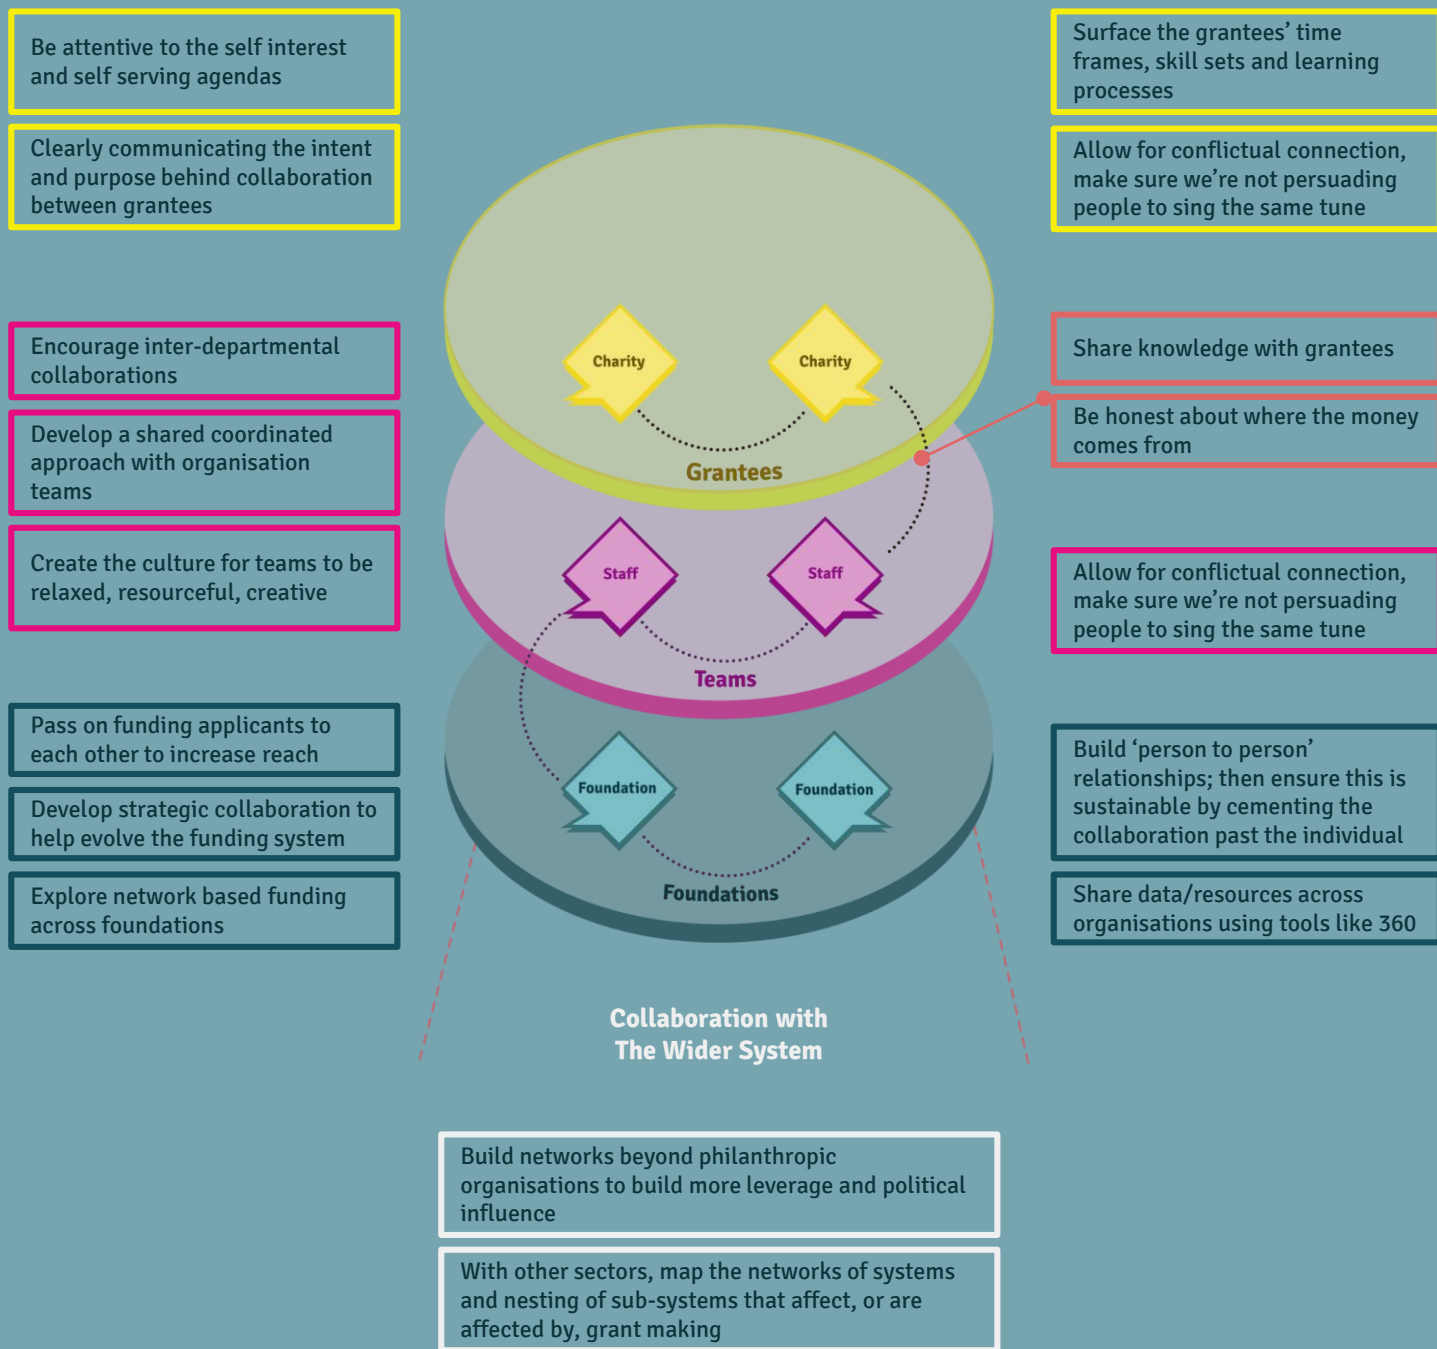 Be attentive to the self interest
and self serving agendas
Clearly communicating the intent
and purpose behind collaboration
between grantees
Surface the grantees’ time
frames, skill sets and learning
processes
Allow for conflictual connection,
make sure we’re not persuading
people to sing the same tune
Encourage inter-departmental
collaborations
Develop a shared coordinated
approach with organisation
teams
Create the culture for teams to be
relaxed, resourceful, creative
Charity
Charity
Grantees
Share knowledge with grantees
Be honest about where the money
comes from
Staff
Staff
Teams
Allow for conflictual connection,
make sure we’re not persuading
people to sing the same tune
Pass on funding applicants to
each other to increase reach
Develop strategic collaboration to
help evolve the funding system
Explore network based funding
across foundations
Foundation
Foundation
Foundations
Build ‘person to person’
relationships; then ensure this is
sustainable by cementing the
collaboration past the individual
Share data/resources across
organisations using tools like 360
Collaboration with
The Wider System
Build networks beyond philanthropic
organisations to build more leverage and political
influence
With other sectors, map the networks of systems
and nesting of sub-systems that affect, or are
affected by, grant making